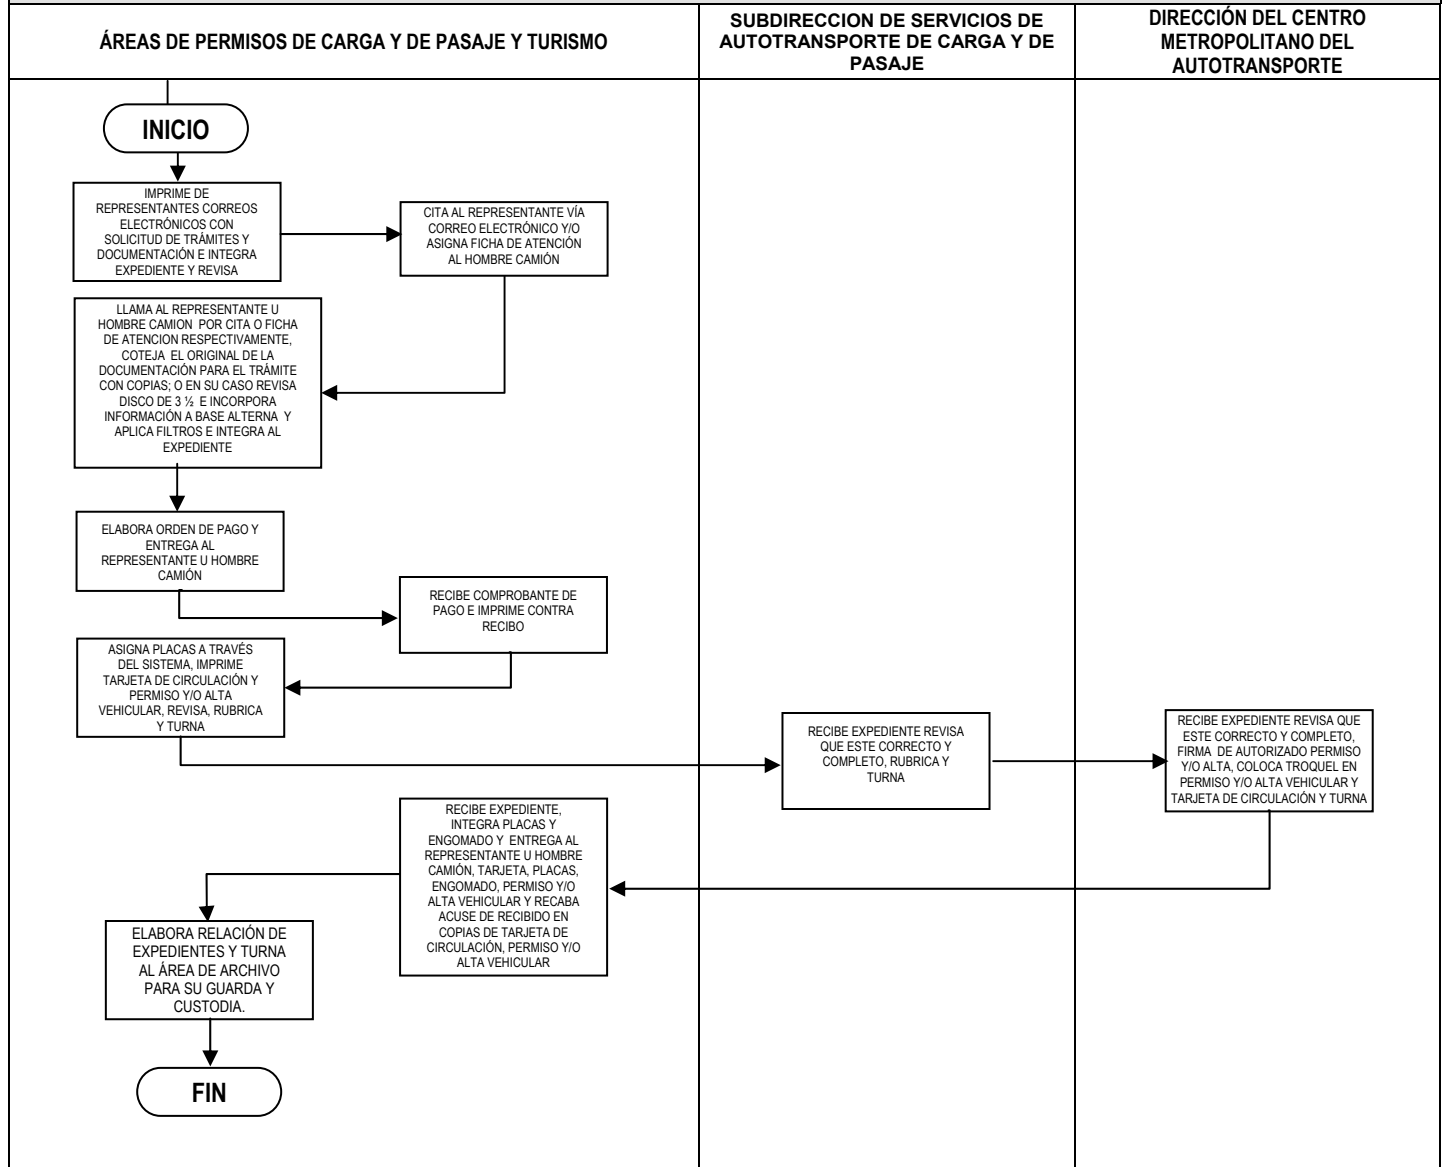 ÁREAS DE PERMISOS DE CARGA Y DE PASAJE Y TURISMO
SUBDIRECCION DE SERVICIOS DE
AUTOTRANSPORTE DE CARGA Y DE
PASAJE
DIRECCIÓN DEL CENTRO
METROPOLITANO DEL
AUTOTRANSPORTE
INICIO
IMPRIME DE
REPRESENTANTES CORREOS
ELECTRÓNICOS CON
SOLICITUD DE TRÁMITES Y
DOCUMENTACIÓN E INTEGRA
EXPEDIENTE Y REVISA
CITA AL REPRESENTANTE VÍA
CORREO ELECTRÓNICO Y/O
ASIGNA FICHA DE ATENCIÓN
AL HOMBRE CAMIÓN
LLAMA AL REPRESENTANTE U
HOMBRE CAMION POR CITA O FICHA
DE ATENCION RESPECTIVAMENTE,
COTEJA EL ORIGINAL DE LA
DOCUMENTACIÓN PARA EL TRÁMITE
CON COPIAS; O EN SU CASO REVISA
DISCO DE 3 ½ E INCORPORA
INFORMACIÓN A BASE ALTERNA Y
APLICA FILTROS E INTEGRA AL
EXPEDIENTE
ELABORA ORDEN DE PAGO Y
ENTREGA AL
REPRESENTANTE U HOMBRE
CAMIÓN
RECIBE COMPROBANTE DE
PAGO E IMPRIME CONTRA
RECIBO
ASIGNA PLACAS A TRAVÉS
DEL SISTEMA, IMPRIME
TARJETA DE CIRCULACIÓN Y
PERMISO Y/O ALTA
VEHICULAR, REVISA, RUBRICA
Y TURNA
RECIBE EXPEDIENTE REVISA
QUE ESTE CORRECTO Y
COMPLETO, RUBRICA Y
TURNA
RECIBE EXPEDIENTE REVISA QUE
ESTE CORRECTO Y COMPLETO,
FIRMA DE AUTORIZADO PERMISO
Y/O ALTA, COLOCA TROQUEL EN
PERMISO Y/O ALTA VEHICULAR Y
TARJETA DE CIRCULACIÓN Y TURNA
RECIBE EXPEDIENTE,
INTEGRA PLACAS Y
ENGOMADO Y ENTREGA AL
REPRESENTANTE U HOMBRE
CAMIÓN, TARJETA, PLACAS,
ENGOMADO, PERMISO Y/O
ALTA VEHICULAR Y RECABA
ACUSE DE RECIBIDO EN
COPIAS DE TARJETA DE
CIRCULACIÓN, PERMISO Y/O
ALTA VEHICULAR
ELABORA RELACIÓN DE
EXPEDIENTES Y TURNA
AL ÁREA DE ARCHIVO
PARA SU GUARDA Y
CUSTODIA.
FIN